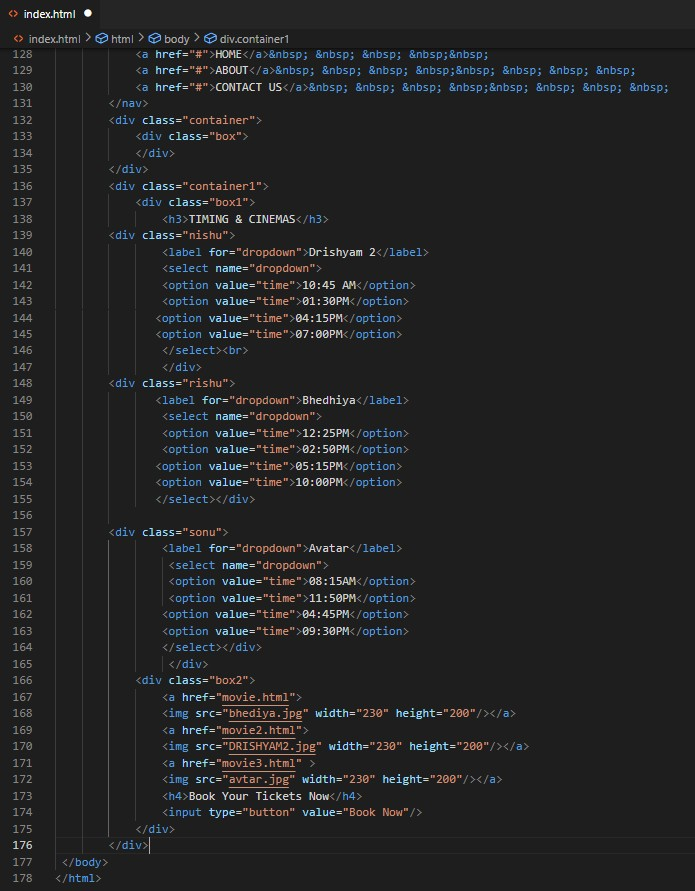 index.html
index.html > html > body > div.container1
128 <a href="#">HOME</a>&nbsp; &nbsp; &nbsp; &nbsp;&nbsp;
129 <a href="#">ABOUT</a>&nbsp; &nbsp; &nbsp; &nbsp;&nbsp; &nbsp; &nbsp; &nbsp;
130 <a href="#">CONTACT US</a>&nbsp; &nbsp; &nbsp; &nbsp;&nbsp; &nbsp; &nbsp; &nbsp;
131 </nav>
132 <div class="container">
133 <div class="box">
134 </div>
135 </div>
136 <div class="container1">
137 <div class="box1">
138 <h3>TIMING & CINEMAS</h3>
139 <div class="nishu">
140 <label for="dropdown">Drishyam 2</label>
141 <select name="dropdown">
142 <option value="time">10:45 AM</option>
143 <option value="time">01:30PM</option>
144 <option value="time">04:15PM</option>
145 <option value="time">07:00PM</option>
146 </select><br>
147 </div>
148 <div class="rishu">
149 <label for="dropdown">Bhedhiya</label>
150 <select name="dropdown">
151 <option value="time">12:25PM</option>
152 <option value="time">02:50PM</option>
153 <option value="time">05:15PM</option>
154 <option value="time">10:00PM</option>
155 </select></div>
156
157 <div class="sonu">
158 <label for="dropdown">Avatar</label>
159 <select name="dropdown">
160 <option value="time">08:15AM</option>
161 <option value="time">11:50PM</option>
162 <option value="time">04:45PM</option>
163 <option value="time">09:30PM</option>
164 </select></div>
165 </div>
166 <div class="box2">
167 <a href="movie.html">
168 <img src="bhediya.jpg" width="230" height="200"/></a>
169 <a href="movie2.html">
170 <img src="DRISHYAM2.jpg" width="230" height="200"/></a>
171 <a href="movie3.html" >
172 <img src="avtar.jpg" width="230" height="200"/></a>
173 <h4>Book Your Tickets Now</h4>
174 <input type="button" value="Book Now"/>
175 </div>
176 </div>
177 </body>
178 </html>